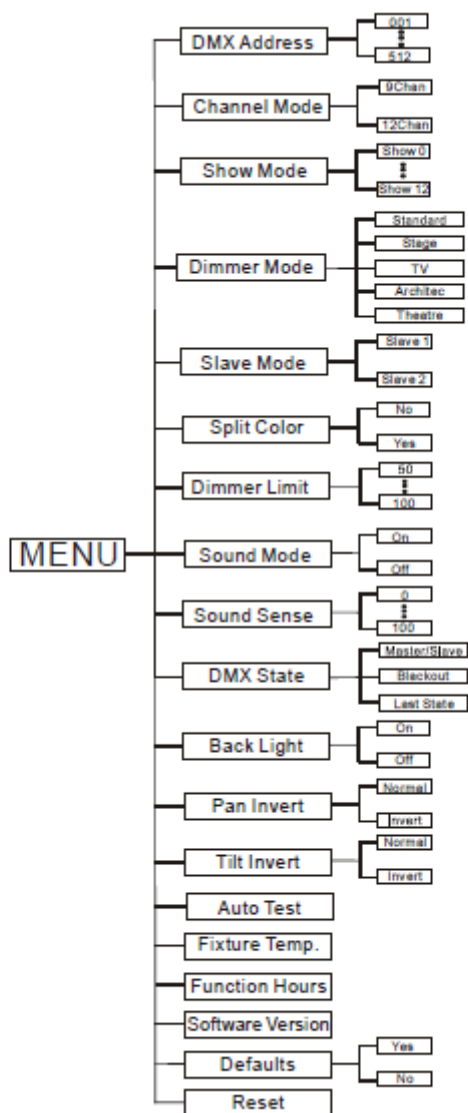 MENU
DMX Address
001
512
Channel Mode
9Chan
12Chan
Show Mode
Show 0
Show 12
Dimmer Mode
Standard
Stage
TV
Architec
Theatre
Slave Mode
Slave 1
Slave 2
Split Color
No
Yes
Dimmer Limit
50
100
Sound Mode
On
Off
Sound Sense
0
100
DMX State
Master/Slave
Blackout
Last State
Back Light
On
Off
Pan Invert
Normal
Invert
Tilt Invert
Normal
Invert
Auto Test
Fixture Temp.
Function Hours
Software Version
Defaults
Yes
No
Reset